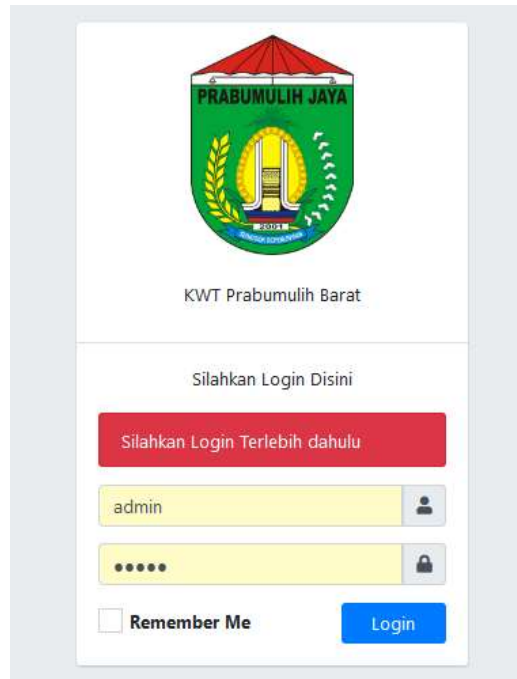 PRABUMULIH JAYA
2001
KWT Prabumulih Barat
Silahkan Login Disini
Silahkan Login Terlebih dahulu
admin
•••••
Remember Me
Login